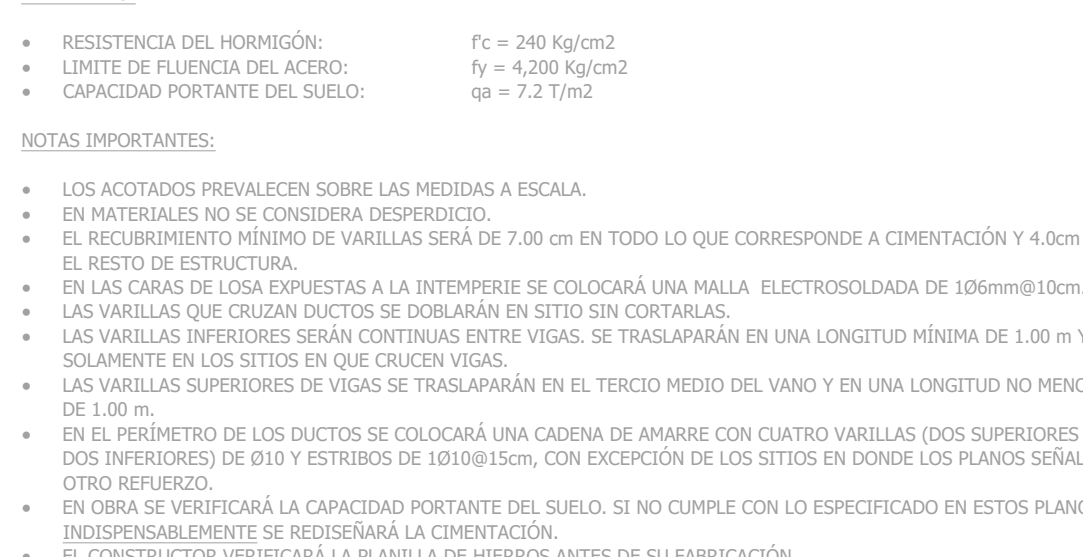 • RESISTENCIA DEL HORMIGÓN: f'c = 240 Kg/cm2
• LIMITE DE FLUENCIA DEL ACERO: fy = 4,200 Kg/cm2
• CAPACIDAD PORTANTE DEL SUELO: qa = 7.2 T/m2
NOTAS IMPORTANTES:
• LOS ACOTADOS PREVALECEN SOBRE LAS MEDIDAS A ESCALA.
• EN MATERIALES NO SE CONSIDERA DESPERDICIO.
• EL RECUBRIMIENTO MÍNIMO DE VARILLAS SERÁ DE 7.00 cm EN TODO LO QUE CORRESPONDE A CIMENTACIÓN Y 4.0cm
EL RESTO DE ESTRUCTURA.
• EN LAS CARAS DE LOSA EXPUESTAS A LA INTEMPERIE SE COLOCARÁ UNA MALLA ELECTROSOLDADA DE 1Ø6mm@10cm.
• LAS VARILLAS QUE CRUZAN DUCTOS SE DOBLARÁN EN SITIO SIN CORTARLAS.
• LAS VARILLAS INFERIORES SERÁN CONTINUAS ENTRE VIGAS. SE TRASLAPARÁN EN UNA LONGITUD MÍNIMA DE 1.00 m Y
SOLAMENTE EN LOS SITIOS EN QUE CRUCEN VIGAS.
• LAS VARILLAS SUPERIORES DE VIGAS SE TRASLAPARÁN EN EL TERCIO MEDIO DEL VANO Y EN UNA LONGITUD NO
DE 1.00 m.
• EN EL PERÍMETRO DE LOS DUCTOS SE COLOCARÁ UNA CADENA DE AMARRE CON CUATRO VARILLAS (DOS SUPERIORES
DOS INFERIORES) DE Ø10 Y ESTRIBOS DE 1Ø10@15cm, CON EXCEPCIÓN DE LOS SITIOS EN DONDE LOS PLANOS
OTRO REFUERZO.
• EN OBRA SE VERIFICARÁ LA CAPACIDAD PORTANTE DEL SUELO. SI NO CUMPLE CON LO ESPECIFICADO EN ESTOS
INDISPENSABLEMENTE SE REDISEÑARÁ LA CIMENTACIÓN.
• EL CONSTRUCTOR VERIFICARÁ LA PLANILLA DE HIERROS ANTES DE SU FABRICACIÓN.